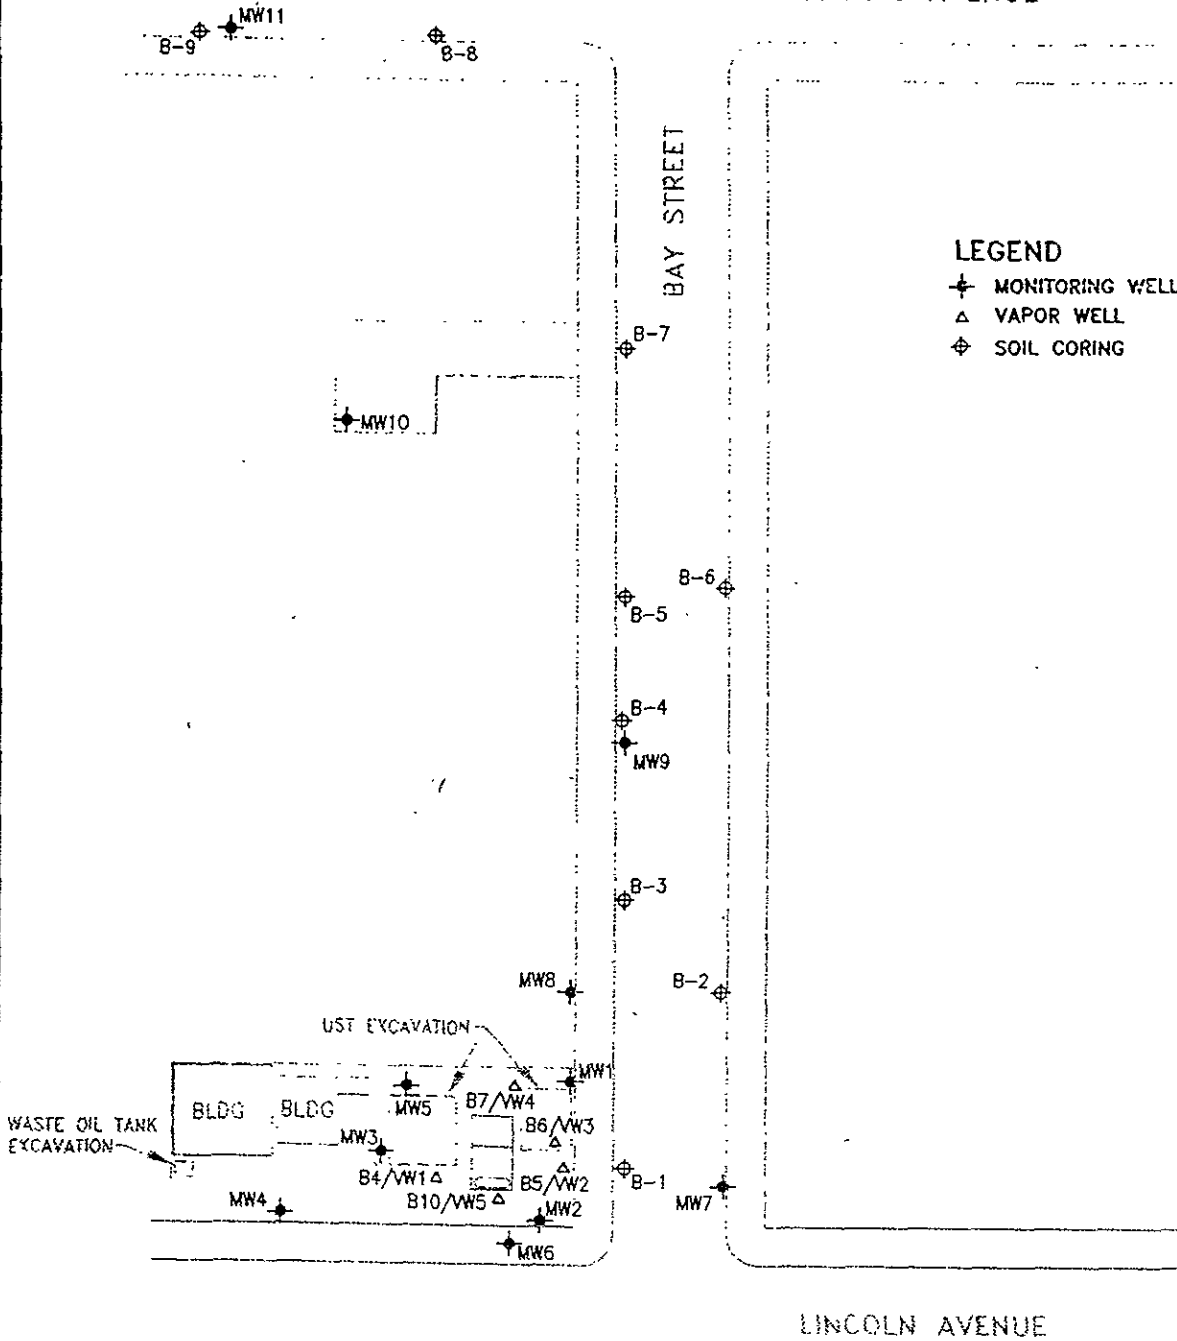 MW11
B-9
B-8
BAY STREET
LEGEND
MONITORING WELL
VAPOR WELL
SOIL CORING
B-7
MW10
B-6
B-5
B-4
MW9
B-3
MW8
B-2
UST EXCAVATION
MW1
BLDG
BLDG
MW5
B7/VW4
B6/VW3
WASTE OIL TANK
EXCAVATION
MW3
B4/VW1
B5/VW2
B-1
MW7
MW4
B10/VW5
MW2
MW6
LINCOLN AVENUE